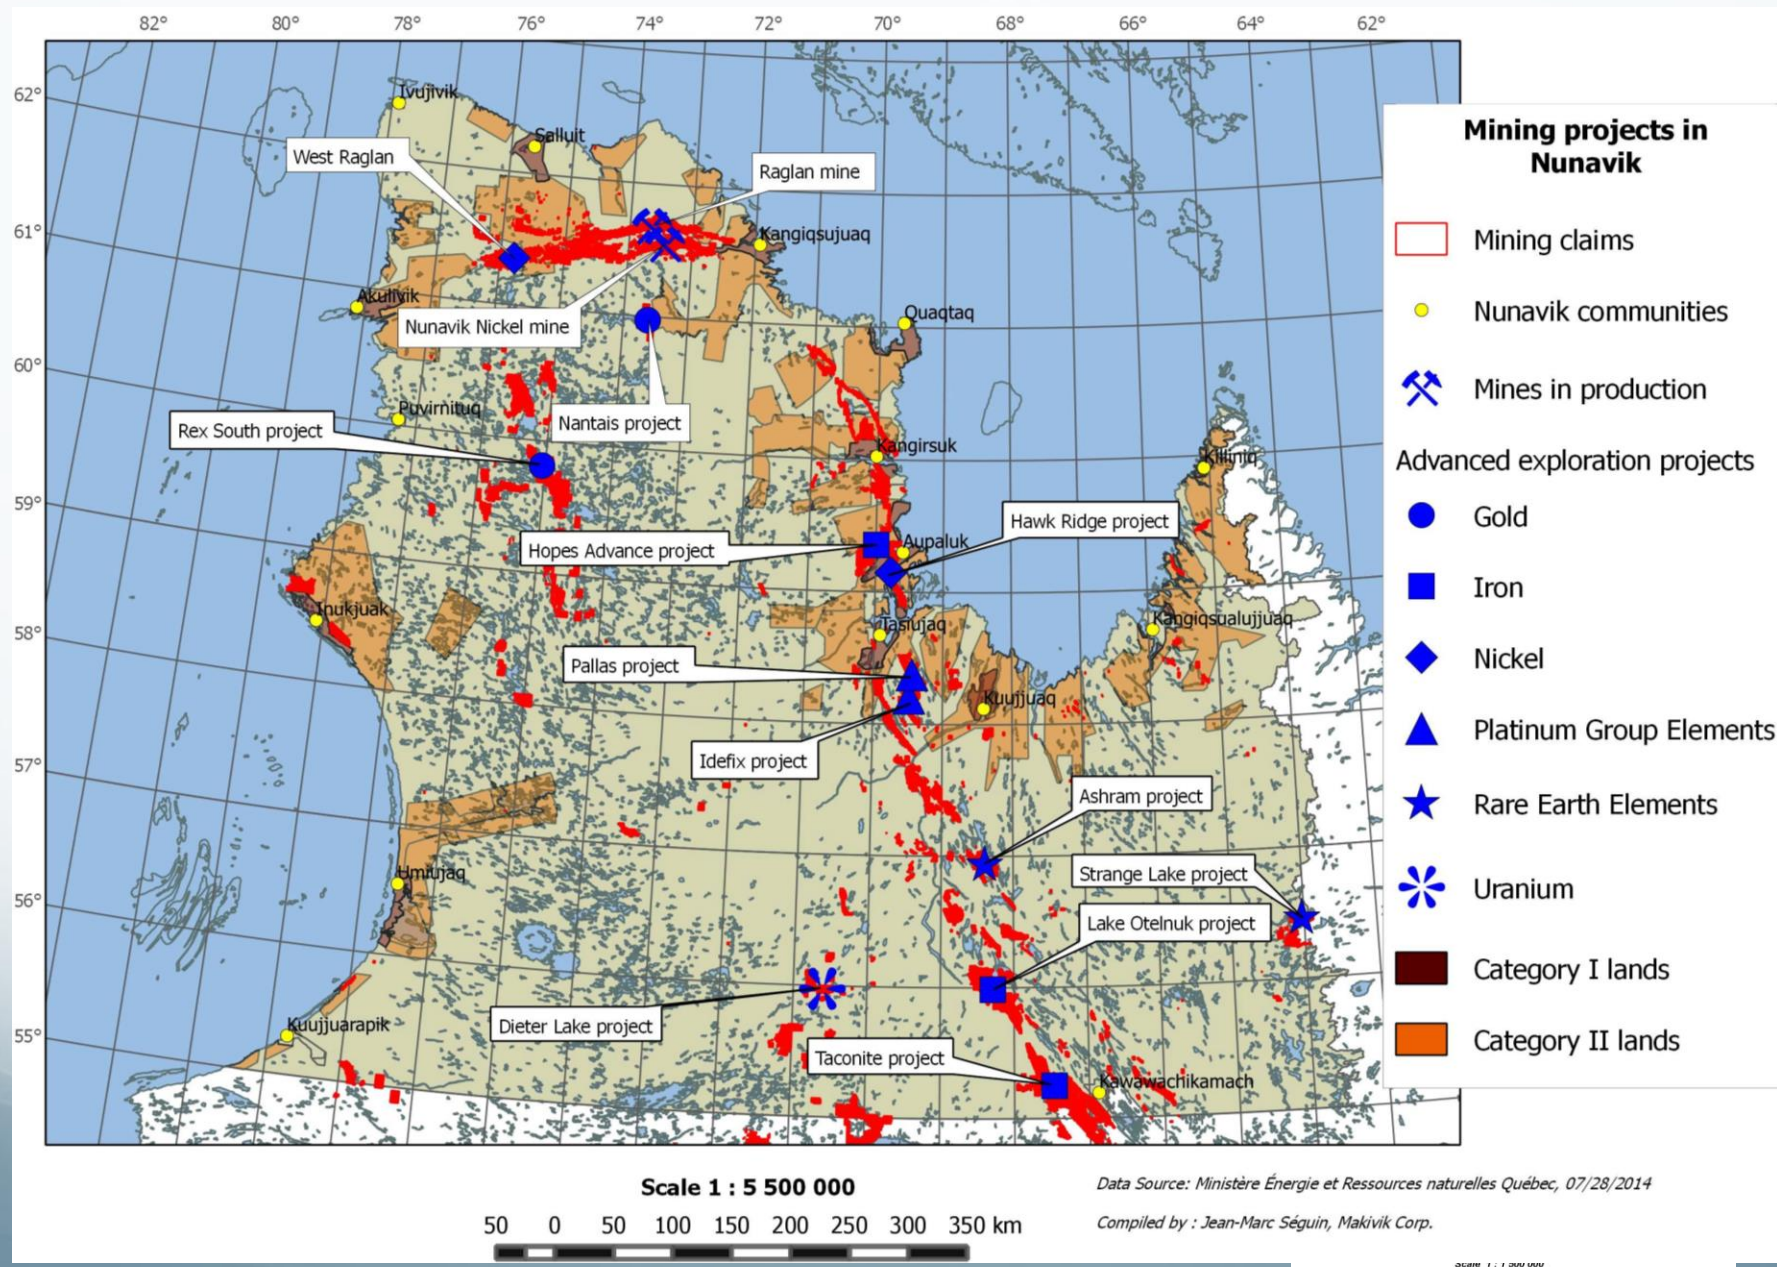 82° 80° 78° 76° 74° 72° 70° 68° 66° 64° 62°
62°
61°
60°
59°
58°
57°
56°
55°
Ivujivik
Salluit
West Raglan
Raglan mine
Kangiqsujuaq
Akulivik
Nunavik Nickel mine
Quaqtaq
Puvirnituq
Nantais project
Rex South project
Kangirsuk
Killiniq
Hawk Ridge project
Hopes Advance project
Aupaluk
Inukjuak
Tasiujaq
Kangiqsualujjuaq
Pallas project
Kuujjuaq
Idefix project
Ashram project
Strange Lake project
Umiujaq
Lake Otelnuk project
Dieter Lake project
Kuujjuarapik
Taconite project
Kawawachikamach
Mining projects in
Nunavik
Mining claims
Nunavik communities
Mines in production
Advanced exploration projects
Gold
Iron
Nickel
Platinum Group Elements
Rare Earth Elements
Uranium
Category I lands
Category II lands
Scale 1 : 5 500 000
50 0 50 100 150 200 250 300 350 km
Data Source: Ministère Énergie et Ressources naturelles Québec, 07/28/2014
Compiled by : Jean-Marc Séguin, Makivik Corp.
Scale 1 : 1 500 000